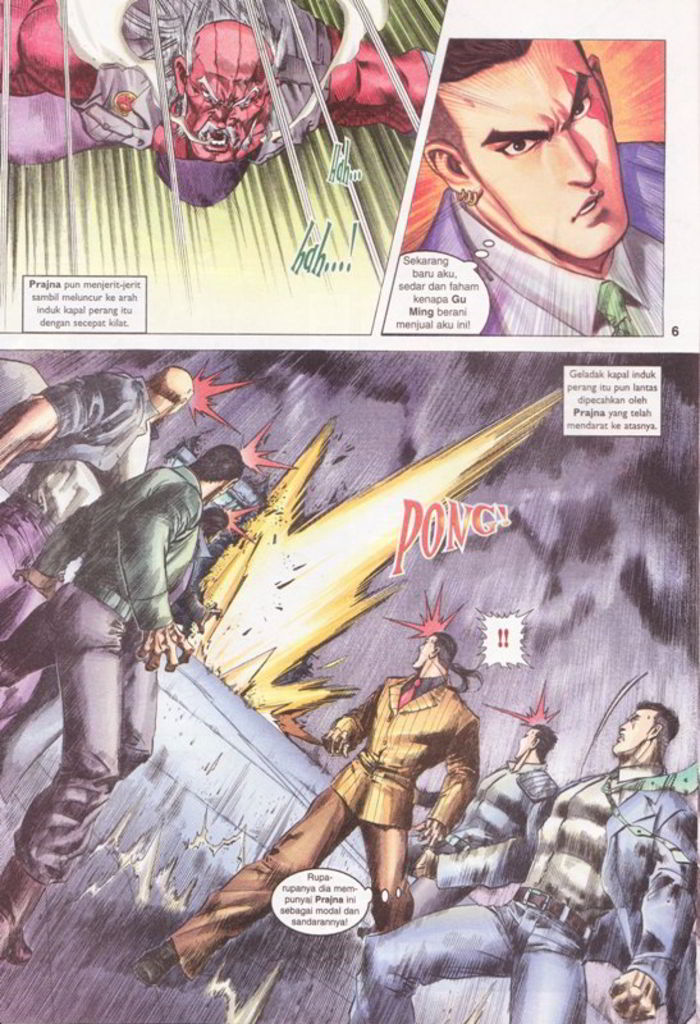 Hah...
hah...!
Prajna pun menjerit-jerit
sambil meluncur ke arah
induk kapal perang itu
dengan secepat kilat.
Sekarang
baru aku,
sedar dan faham
kenapa Gu
Ming berani
menjual aku ini!
6
Geladak kapal induk
perang itu pun lantas
dipecahkan oleh
Prajna yang telah
mendarat ke atasnya.
PONG!
!!
Rupa-
rupanya dia mem-
punyai Prajna ini
sebagai modal dan
sandarannya!